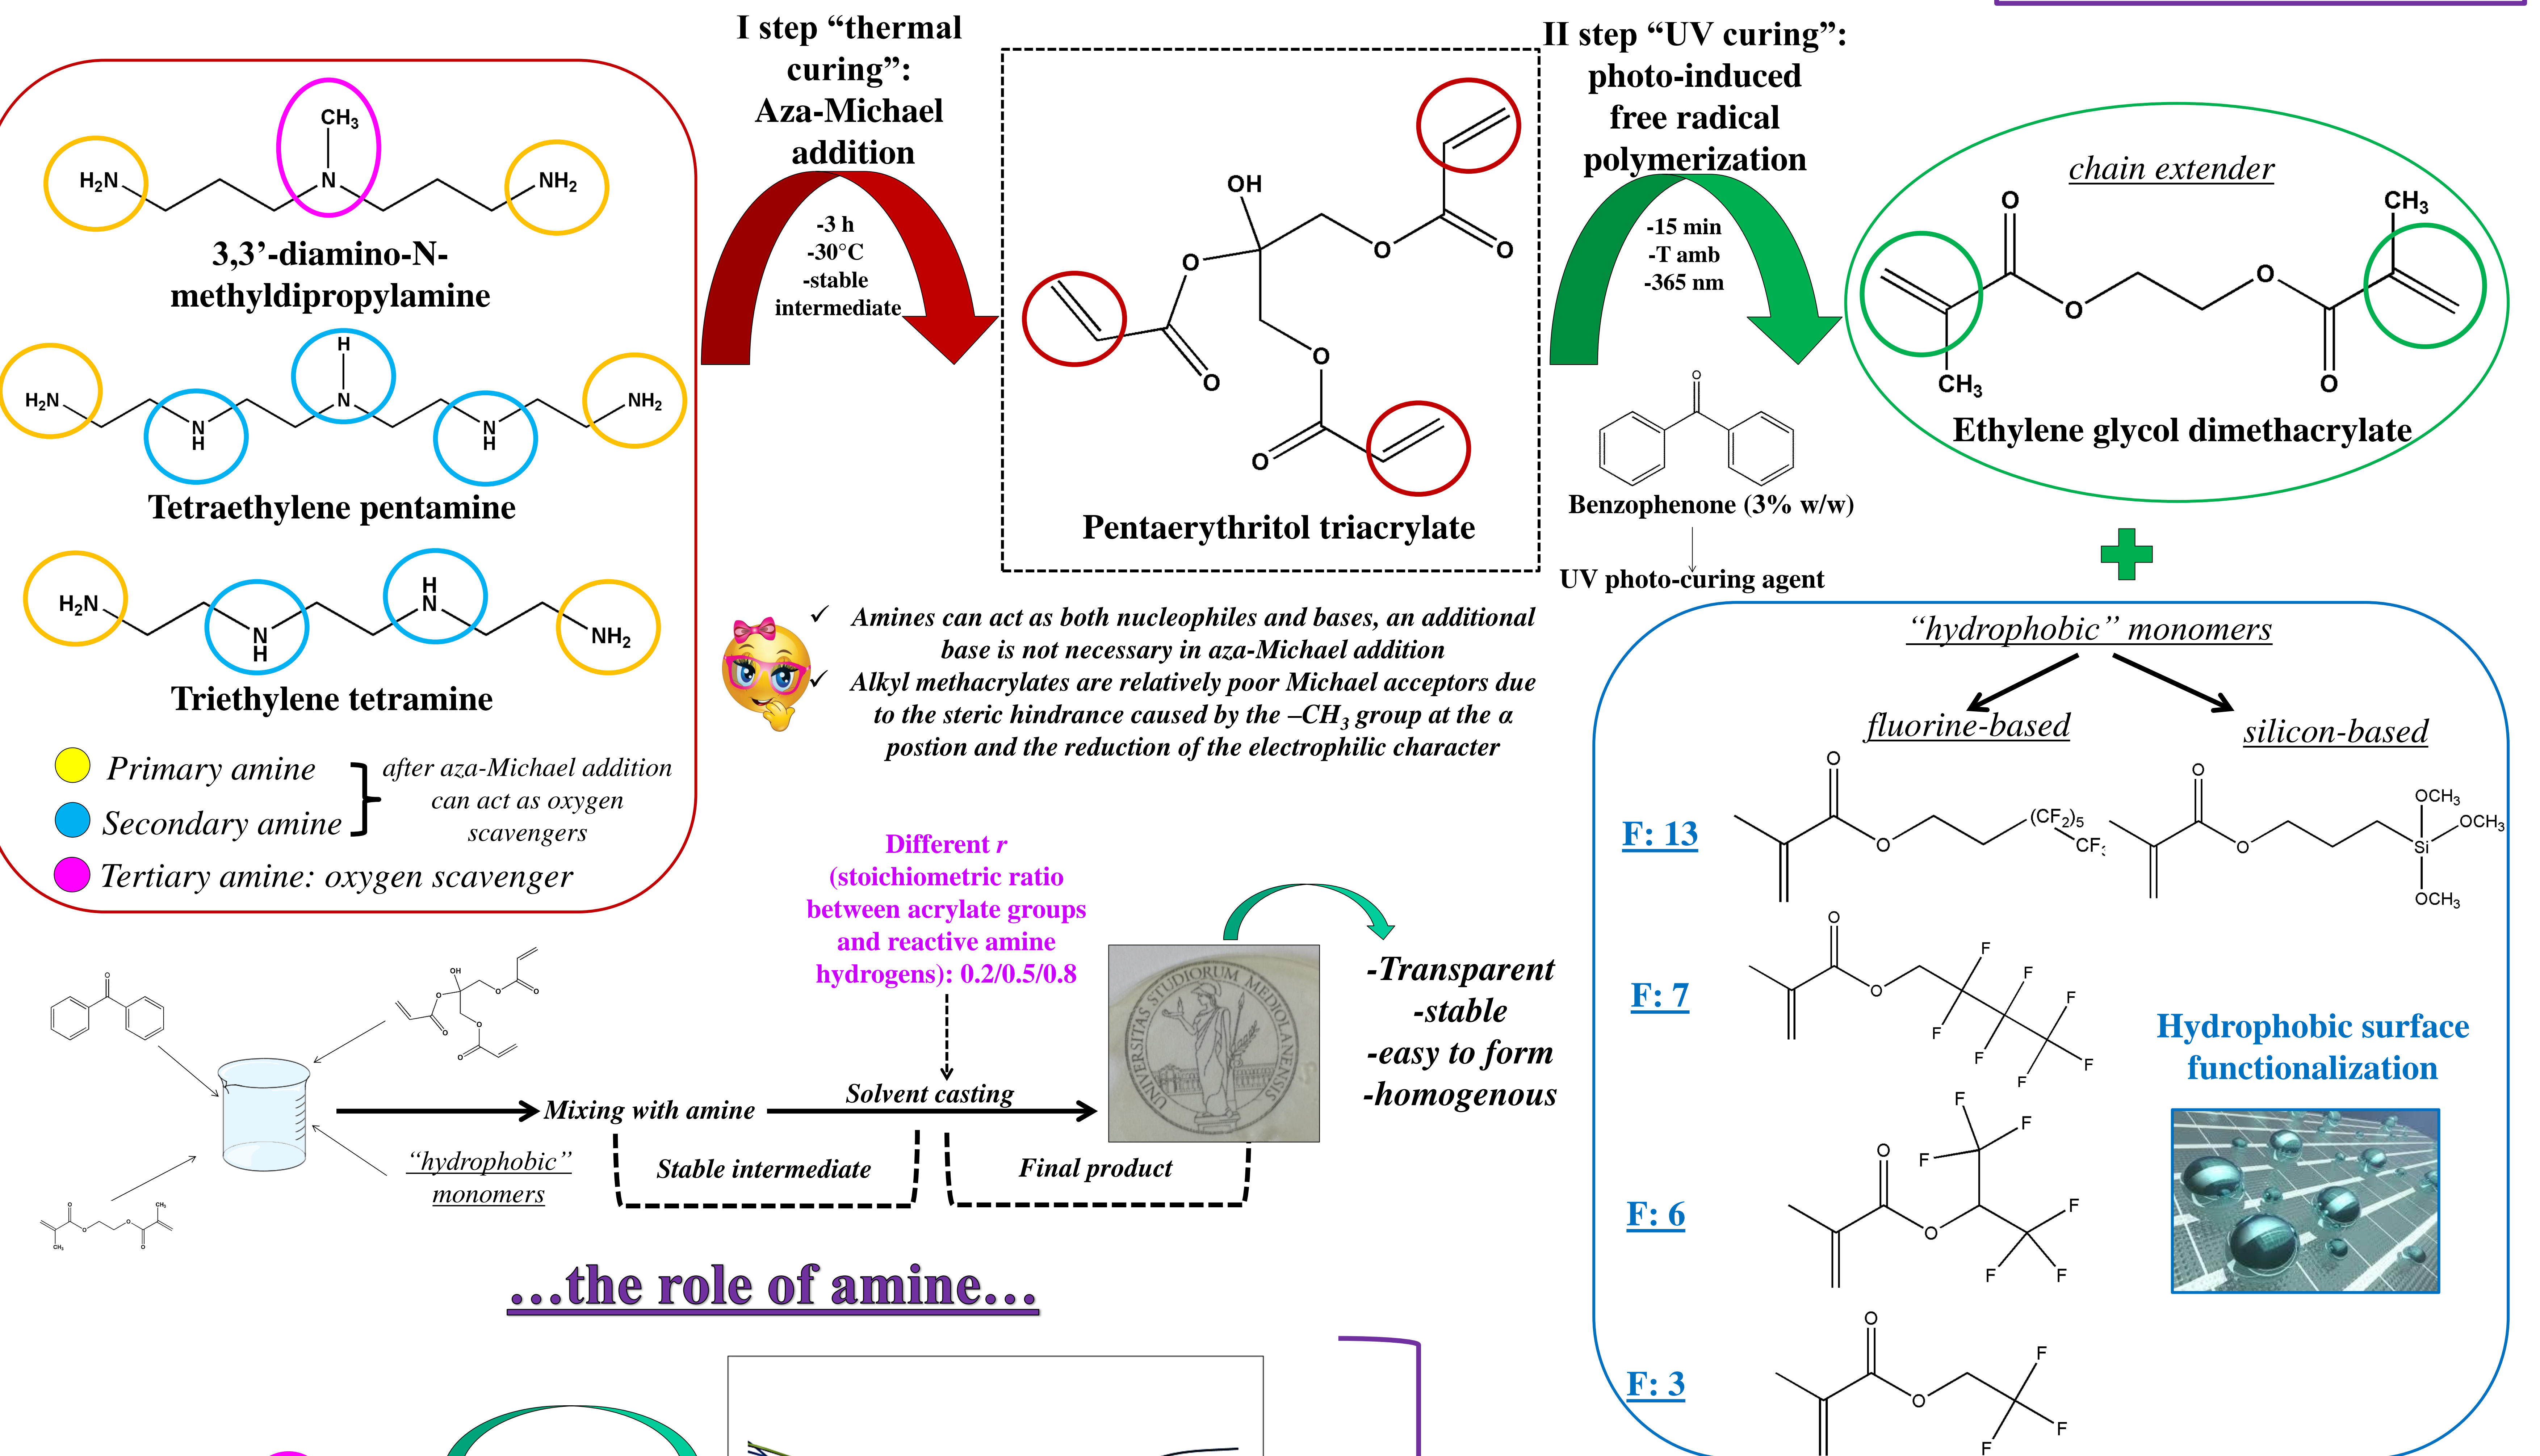 I step “thermal
curing”:
Aza-Michael
addition
-3 h
-30°C
-stable
intermediate
II step “UV curing”:
photo-induced
free radical
polymerization
-15 min
-T amb
-365 nm
CH3
H2N
N
NH2
3,3’-diamino-N-
methyldipropylamine
H
H2N
N
NH2
N
H
N
H
Tetraethylene pentamine
H
H2N
N
N
H
NH2
Triethylene tetramine
Primary amine
Secondary amine
after aza-Michael addition
can act as oxygen
scavengers
Tertiary amine: oxygen scavenger
OH
O
O
O
O
O
O
Pentaerythritol triacrylate
O
Benzophenone (3% w/w)
UV photo-curing agent
chain extender
O
CH3
O
O
CH3
O
Ethylene glycol dimethacrylate
✓ Amines can act as both nucleophiles and bases, an additional
base is not necessary in aza-Michael addition
✓ Alkyl methacrylates are relatively poor Michael acceptors due
to the steric hindrance caused by the –CH3 group at the α
postion and the reduction of the electrophilic character
“hydrophobic” monomers
fluorine-based
silicon-based
F: 13
O
O
(CF2)5
O
O
Si
OCH3
OCH3
OCH3
F: 7
O
O
F
F
F
F
F
F
F
F: 6
O
O
F
F
F
F
F
F
F: 3
O
O
F
F
F
Hydrophobic surface
functionalization
Different r
(stoichiometric ratio
between acrylate groups
and reactive amine
hydrogens): 0.2/0.5/0.8
O
OH
O
O
O
O
O
O
O
CH3
O
O
CH3
O
Mixing with amine
Solvent casting
“hydrophobic”
monomers
Stable intermediate
Final product
UNIVERSITAS STUDIORUM MEDIOLANENSIS
-Transparent
-stable
-easy to form
-homogenous
…the role of amine…